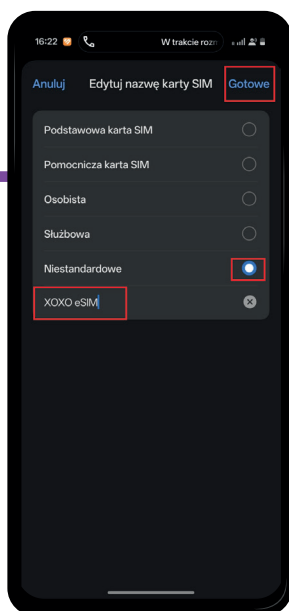 16:22 W trakcie rozm
Anuluj Edytuj nazwę karty SIM Gotowe
Podstawowa karta SIM
Pomocnicza karta SIM
Osobista
Służbowa
Niestandardowe
XOXO eSIM